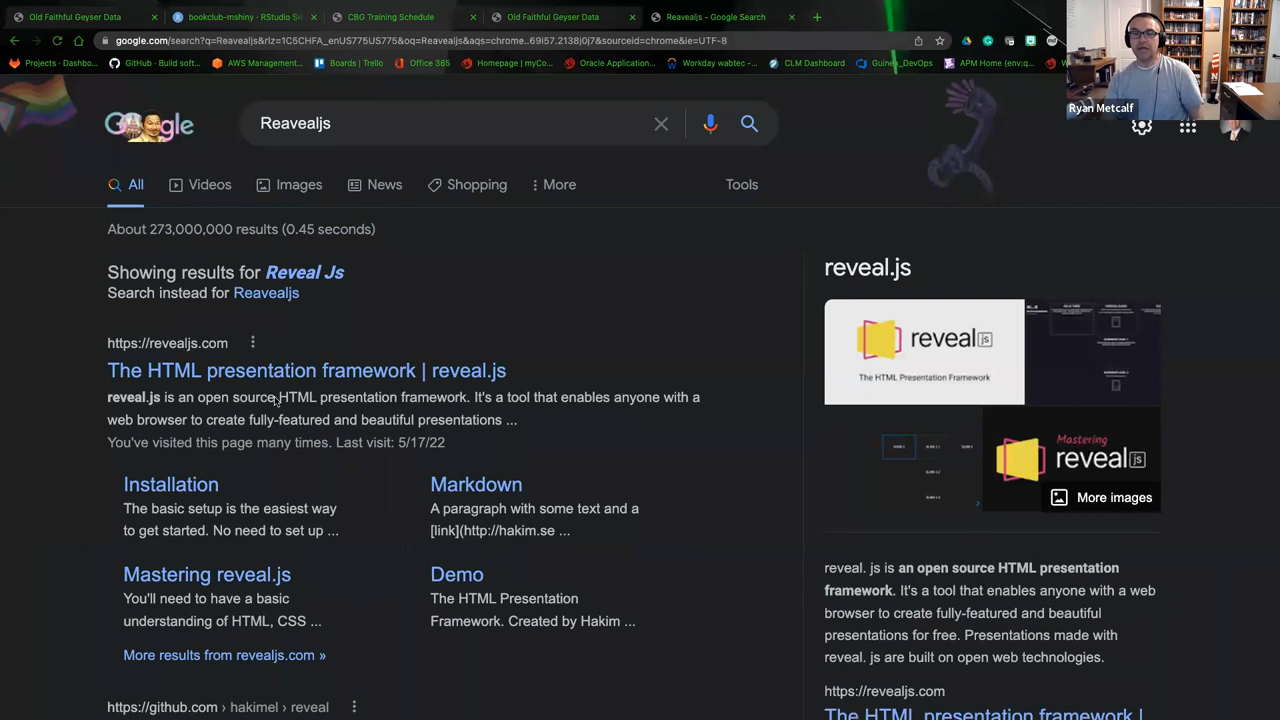 Old Faithful Geyser Data
bookclub-mshiny - RStudio Se
CBG Training Schedule
Old Faithful Geyser Data
Reavealjs - Google Search
google.com/search?q=Reavealjs&rlz=1C5CHFA_enUS775US775&oq=Reavealjs&aqs=chrome..69i57.2138j0j7&sourceid=chrome&ie=UTF-8
Projects · Dashbo...
GitHub · Build soft...
AWS Management...
Boards | Trello
Office 365
Homepage | myCo...
Oracle Application...
Workday wabtec -...
CLM Dashboard
Guinea_DevOps
APM Home (env:q...
Ryan Metcalf
Google
Reavealjs
All
Videos
Images
News
Shopping
More
Tools
About 273,000,000 results (0.45 seconds)
Showing results for Reveal Js
Search instead for Reavealjs
https://revealjs.com
The HTML presentation framework | reveal.js
reveal.js is an open source HTML presentation framework. It's a tool that enables anyone with a
web browser to create fully-featured and beautiful presentations ...
You've visited this page many times. Last visit: 5/17/22
Installation
The basic setup is the easiest way
to get started. No need to set up ...
Markdown
A paragraph with some text and a
[link](http://hakim.se ...
Mastering reveal.js
You'll need to have a basic
understanding of HTML, CSS ...
Demo
The HTML Presentation
Framework. Created by Hakim ...
More results from revealjs.com »
https://github.com › hakimel › reveal
reveal.js
reveal js
The HTML Presentation Framework
Mastering
reveal js
More images
reveal. js is an open source HTML presentation
framework. It's a tool that enables anyone with a web
browser to create fully-featured and beautiful
presentations for free. Presentations made with
reveal. js are built on open web technologies.
https://revealjs.com
The HTML presentation framework |